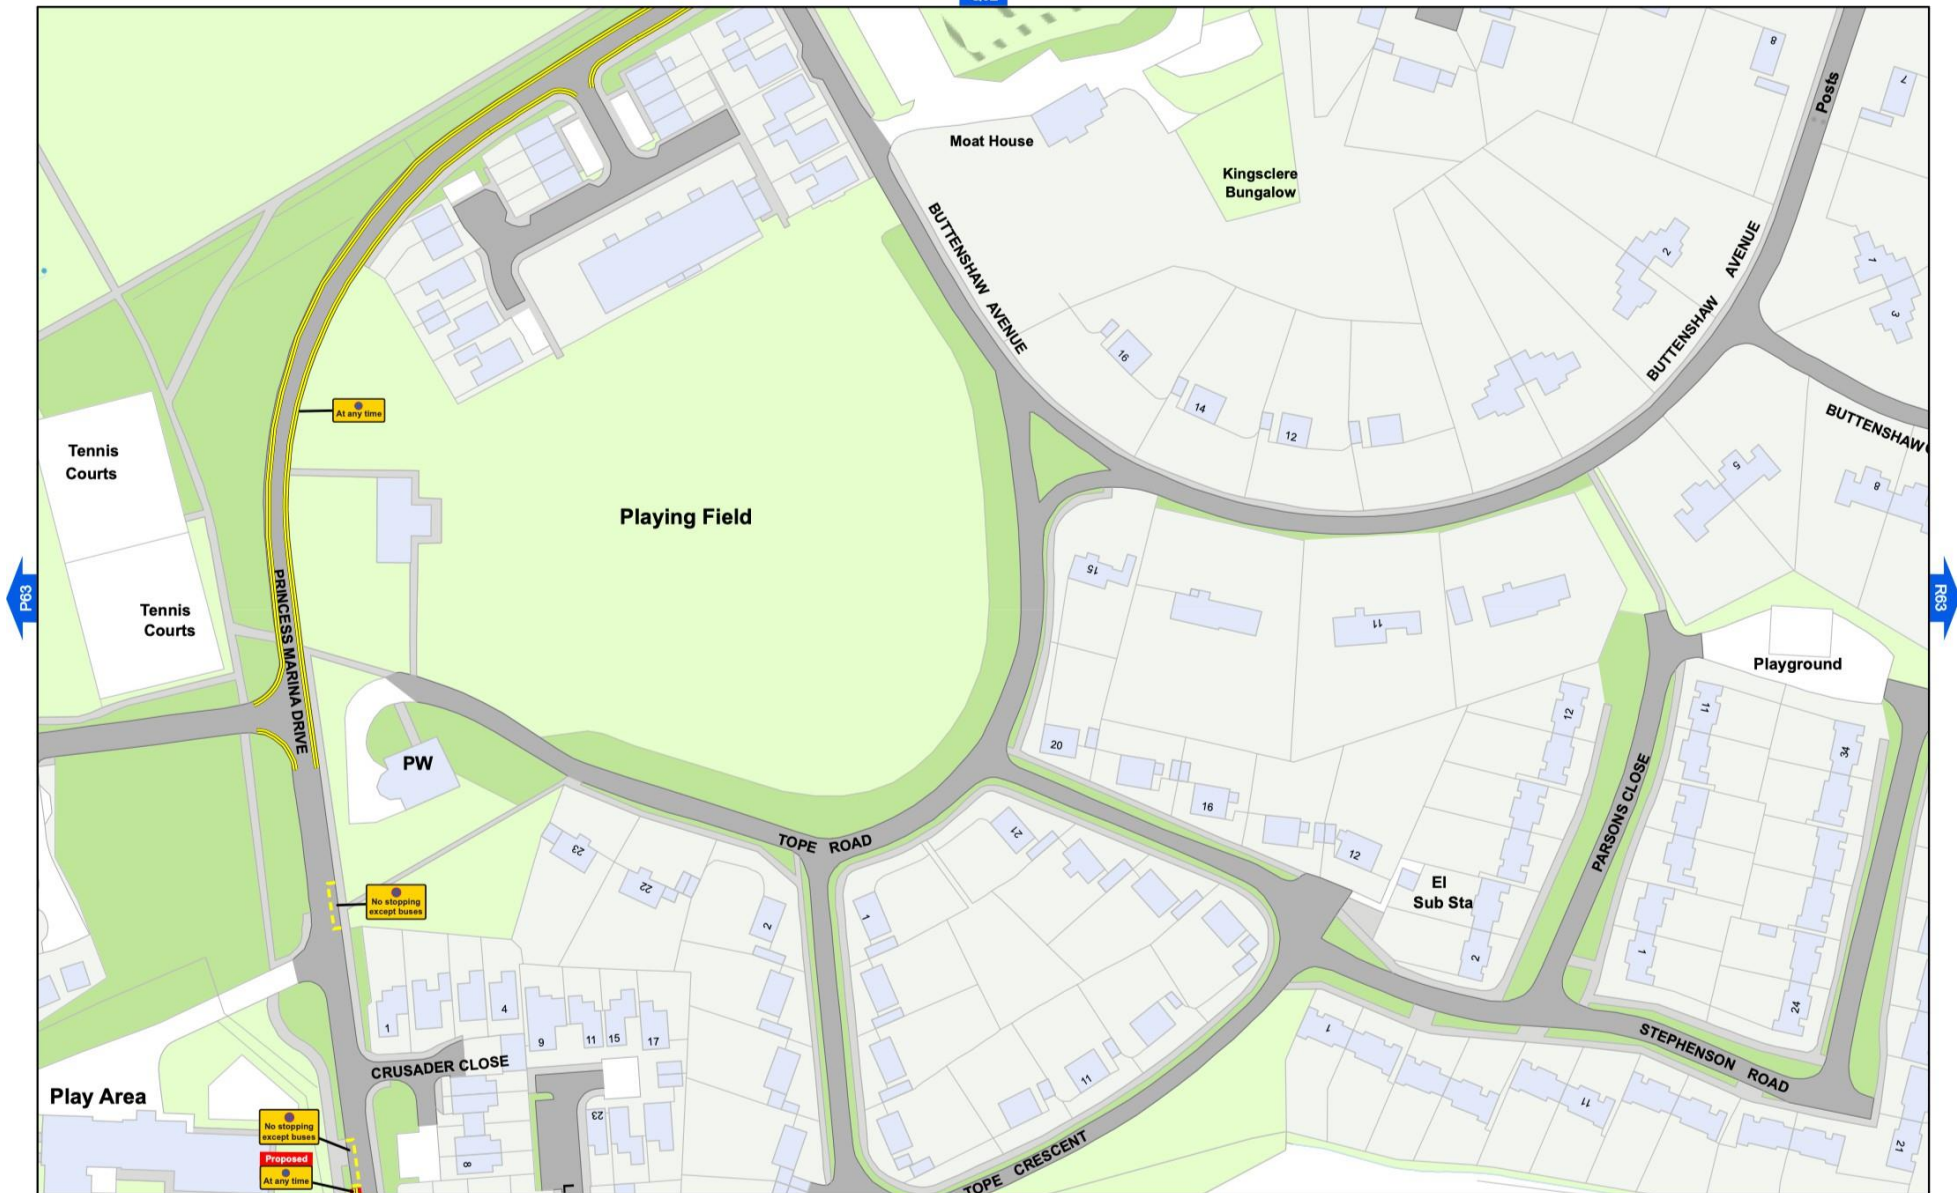 8
7
Posts
Moat House
Kingsclere
Bungalow
BUTTENSHAW AVENUE
BUTTENSHAW AVENUE
2
1
3
16
14
12
At any time
Tennis
Courts
Playing Field
BUTTENSHAW
5
8
P63
R63
PRINCESS MARINA DRIVE
Tennis
Courts
15
11
Playground
12
11
34
20
PW
16
12
PARSONS CLOSE
TOPE ROAD
21
23
22
No stopping
except buses
El
Sub Sta
2
1
2
1
24
1
4
9
11
15
17
CRUSADER CLOSE
1
STEPHENSON ROAD
Play Area
11
11
23
No stopping
except buses
Proposed
At any time
8
21
TOPE CRESCENT
L